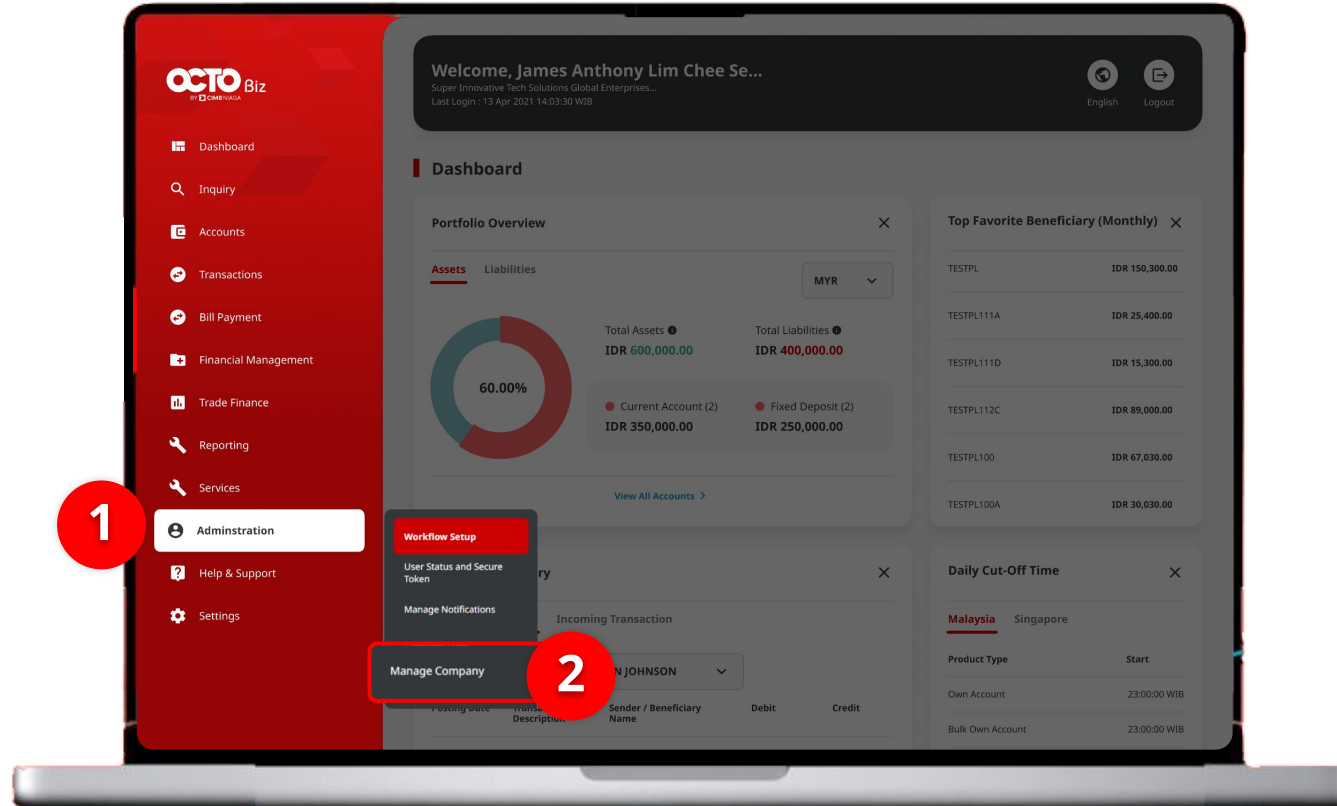 OCTO Biz
BY CIMB NIAGA
Dashboard
Inquiry
Accounts
Transactions
Bill Payment
Financial Management
Trade Finance
Reporting
Services
1
Adminstration
Help & Support
Settings
Workflow Setup
User Status and Secure
Token
Manage Notifications
Manage Company
2
Welcome, James Anthony Lim Chee Se...
Super Innovative Tech Solutions Global Enterprises...
Last Login : 13 Apr 2021 14:03:30 WIB
English
Logout
Dashboard
Portfolio Overview
Assets Liabilities
MYR
60.00%
Total Assets Total Liabilities
IDR 600,000.00 IDR 400,000.00
Current Account (2) Fixed Deposit (2)
IDR 350,000.00 IDR 250,000.00
View All Accounts >
Top Favorite Beneficiary (Monthly)
TESTPL IDR 150,300.00
TESTPL111A IDR 25,400.00
TESTPL111D IDR 15,300.00
TESTPL112C IDR 89,000.00
TESTPL100 IDR 67,030.00
TESTPL100A IDR 30,030.00
ry
Incoming Transaction
N JOHNSON
Posting Date
Description
Sender / Beneficiary
Name
Debit
Credit
Daily Cut-Off Time
Malaysia Singapore
Product Type Start
Own Account 23:00:00 WIB
Bulk Own Account 23:00:00 WIB